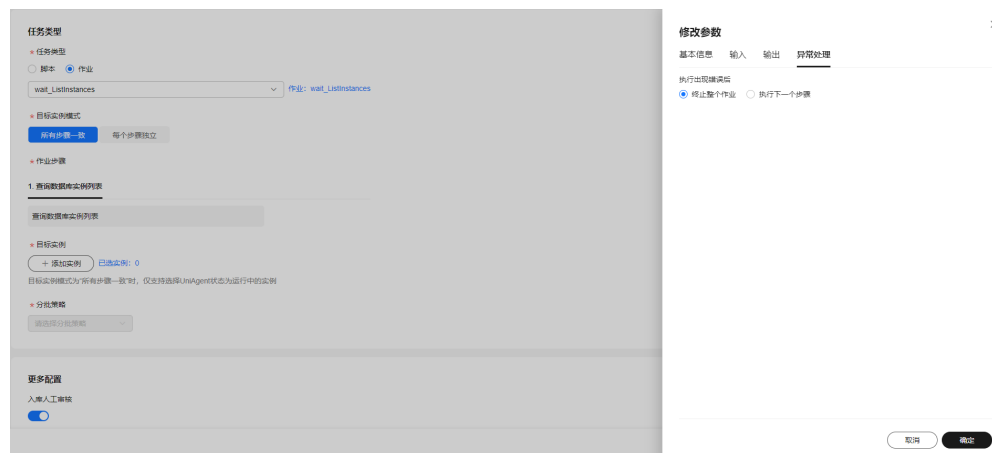 任务类型
* 任务类型
脚本 作业
wait_ListInstances 作业：wait_ListInstances
* 目标实例模式
所有步骤一致 每个步骤独立
* 作业步骤
1. 查询数据库实例列表
查询数据库实例列表
* 目标实例
+ 添加实例 已选实例：0
目标实例模式为“所有步骤一致”时，仅支持选择UniAgent状态为运行中的实例
* 分批策略
请选择分批策略
更多配置
入库人工审核
修改参数
基本信息 输入 输出 异常处理
执行出现错误后
终止整个作业 执行下一个步骤
取消 确定